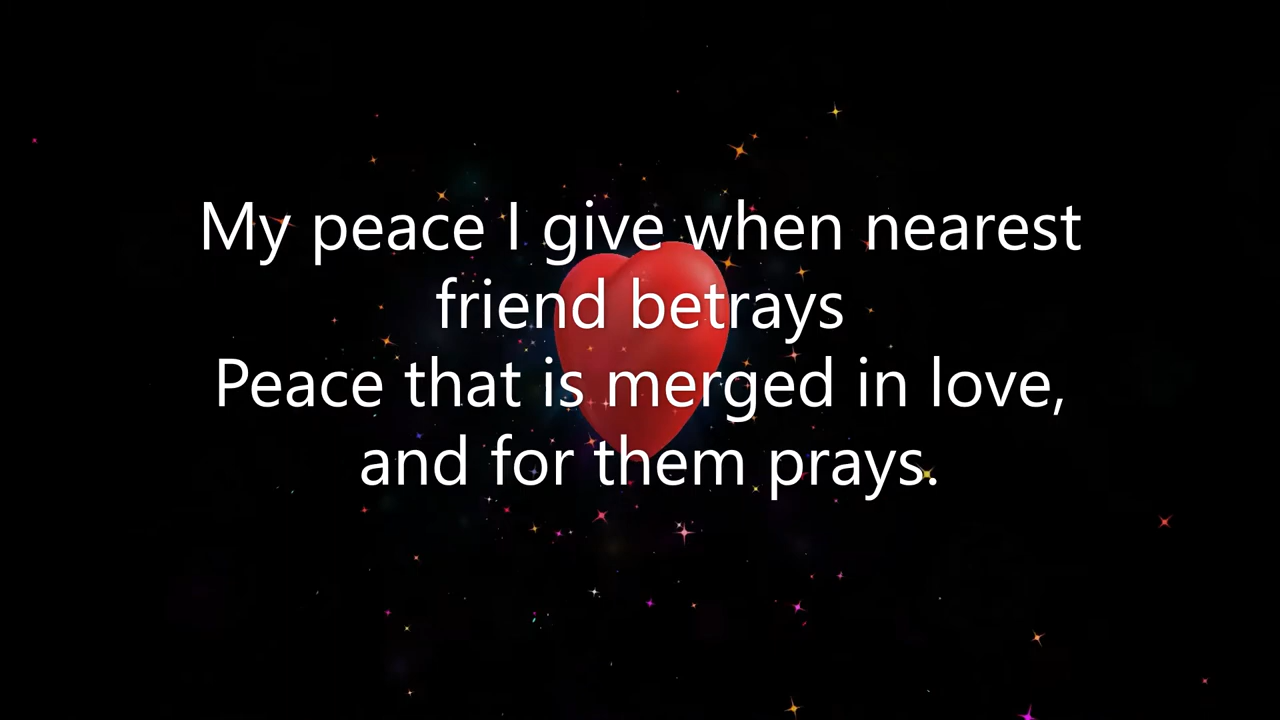 My peace I give when nearest
friend betrays
Peace that is merged in love,
and for them prays.